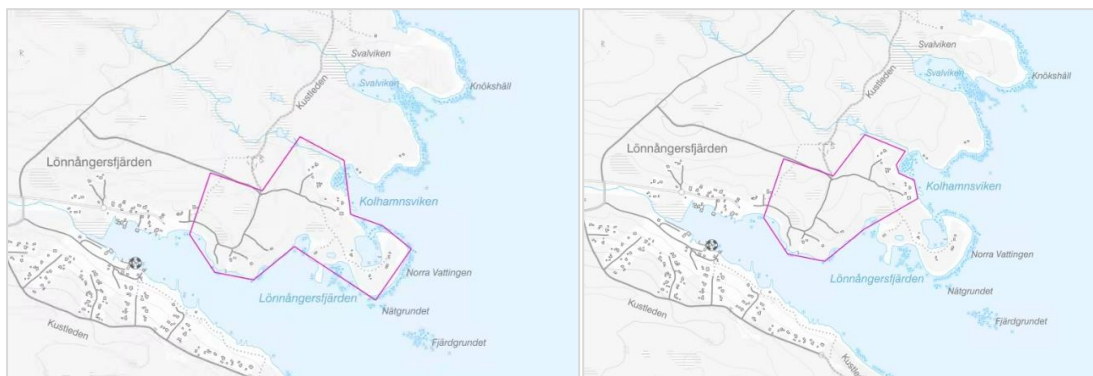 Svalviken
Svalviken
Knökshäll
Kustleden
Lönnångersfjärden
Kolhamnsviken
Norra Vattingen
Lönnångersfjärden
Nätgrundet
Fjärdgrundet
Kustleden
Svalviken
Svalviken
Knökshäll
Kustleden
Lönnångersfjärden
Kolhamnsviken
Norra Vattingen
Lönnångersfjärden
Nätgrundet
Fjärdgrundet
Kustleden
Kustleden